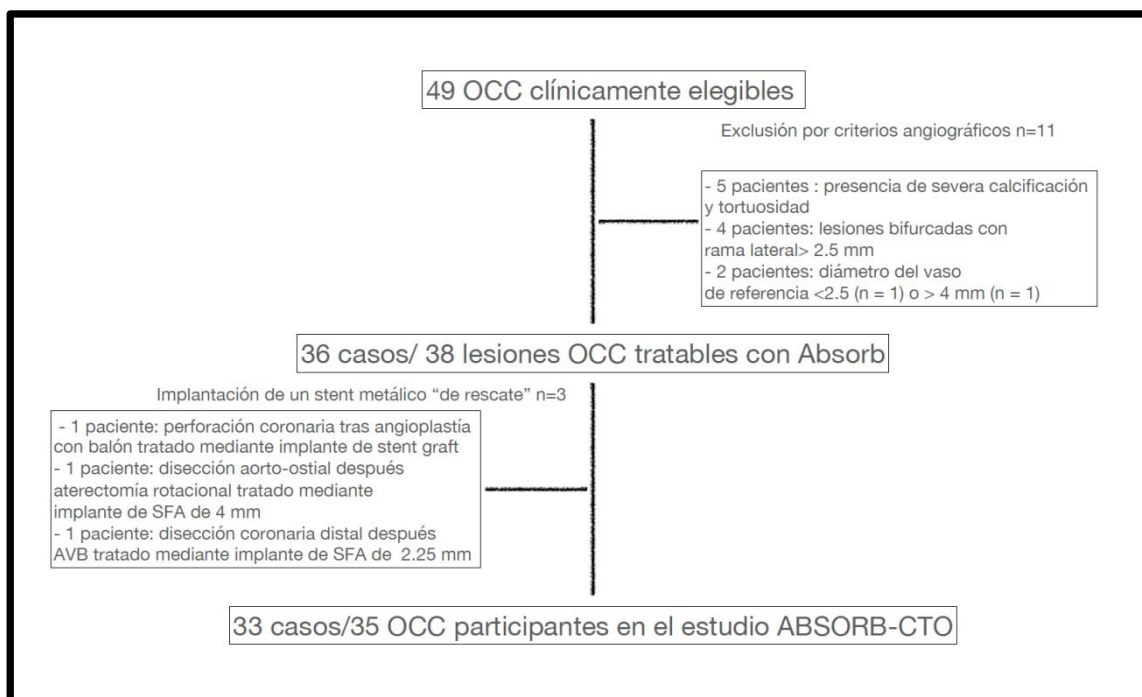 49 OCC clínicamente elegibles
Exclusión por criterios angiográficos n=11
- 5 pacientes : presencia de severa calcificación
y tortuosidad
- 4 pacientes: lesiones bifurcadas con
rama lateral> 2.5 mm
- 2 pacientes: diámetro del vaso
de referencia <2.5 (n = 1) o > 4 mm (n = 1)
36 casos/ 38 lesiones OCC tratables con Absorb
Implantación de un stent metálico “de rescate” n=3
- 1 paciente: perforación coronaria tras angioplastía
con balón tratado mediante implante de stent graft
- 1 paciente: disección aorto-ostial después
aterectomía rotacional tratado mediante
implante de SFA de 4 mm
- 1 paciente: disección coronaria distal después
AVB tratado mediante implante de SFA de 2.25 mm
33 casos/35 OCC participantes en el estudio ABSORB-CTO